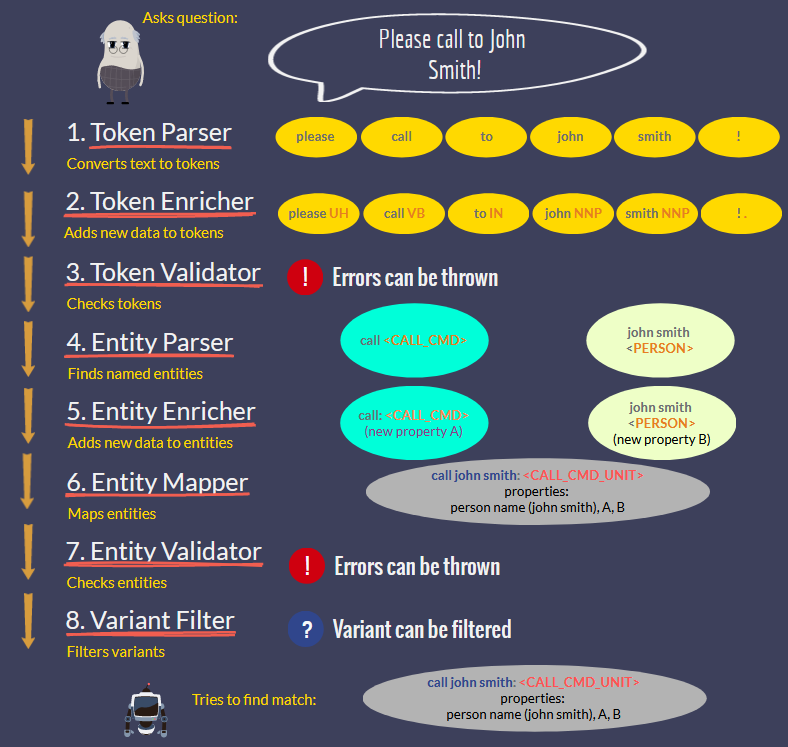 Asks question:
Please call to John
Smith!
1. Token Parser
Converts text to tokens
please call to john smith !
2. Token Enricher
Adds new data to tokens
please UH call VB to IN john NNP smith NNP ! .
3. Token Validator
Checks tokens
! Errors can be thrown
4. Entity Parser
Finds named entities
call <CALL_CMD>
john smith
<PERSON>
5. Entity Enricher
Adds new data to entities
call: <CALL_CMD>
(new property A)
john smith
<PERSON>
(new property B)
6. Entity Mapper
Maps entities
call john smith: <CALL_CMD_UNIT>
properties:
person name (john smith), A, B
7. Entity Validator
Checks entities
! Errors can be thrown
8. Variant Filter
Filters variants
? Variant can be filtered
Tries to find match:
call john smith: <CALL_CMD_UNIT>
properties:
person name (john smith), A, B